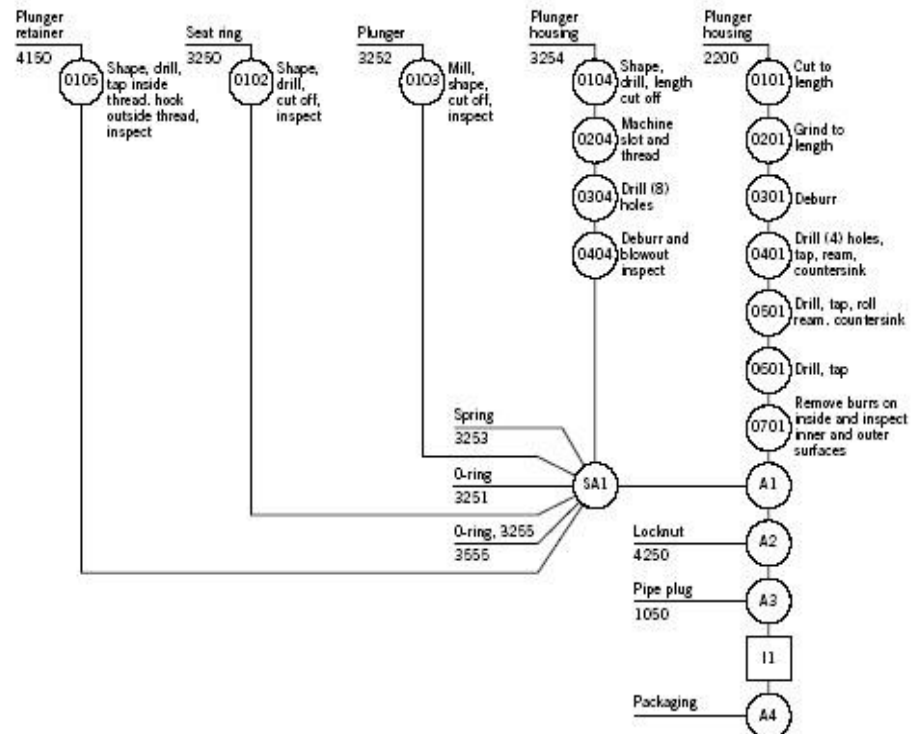 Plunger
retainer
4150
0105
Shape, drill,
tap inside
thread. hook
outside thread,
inspect
Seat ring
3250
0102
Shape,
drill,
cut off,
inspect
Plunger
3252
0103
Mill,
shape,
cut off,
inspect
Plunger
housing
3254
0104
Shape,
drill, length
cut off
0204
Machine
slot and
thread
0304
Drill (8)
holes
0404
Deburr and
blowout
inspect
Plunger
housing
2200
0101
Cut to
length
0201
Grind to
length
0301
Deburr
0401
Drill (4) holes,
tap, ream,
countersink
0501
Drill, tap, roll
ream. countersink
0601
Drill, tap
0701
Remove burrs on
inside and inspect
inner and outer
surfaces
Spring
3253
O-ring
3251
O-ring, 3255
3555
SA1
A1
Locknut
4250
A2
Pipe plug
1050
A3
I1
Packaging
A4